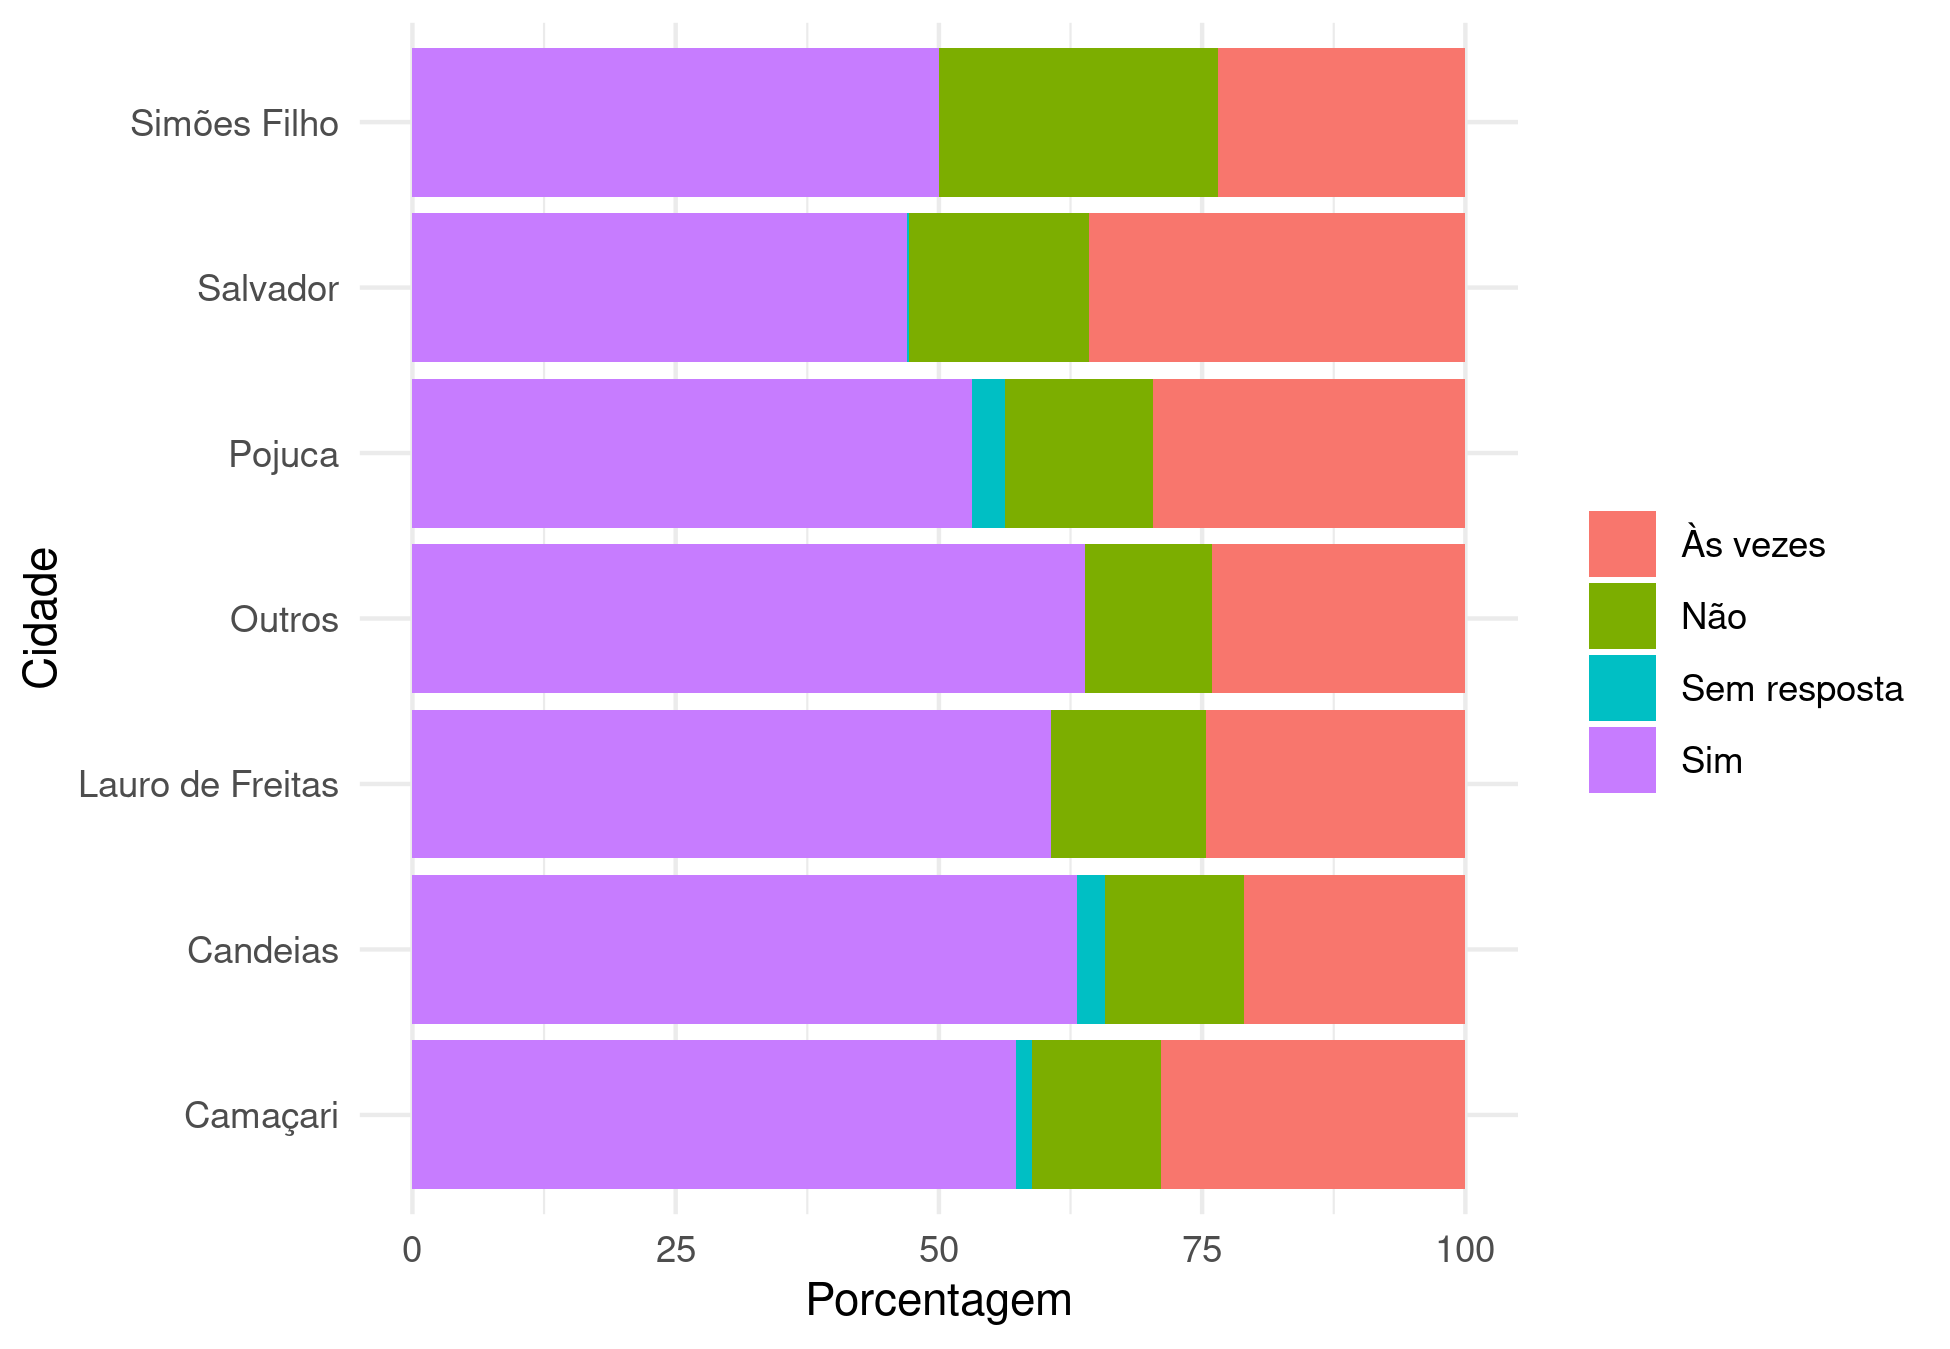 Simões Filho
Salvador
Pojuca
Outros
Lauro de Freitas
Candeias
Camaçari
Cidade
0 25 50 75 100
Porcentagem
Às vezes
Não
Sem resposta
Sim